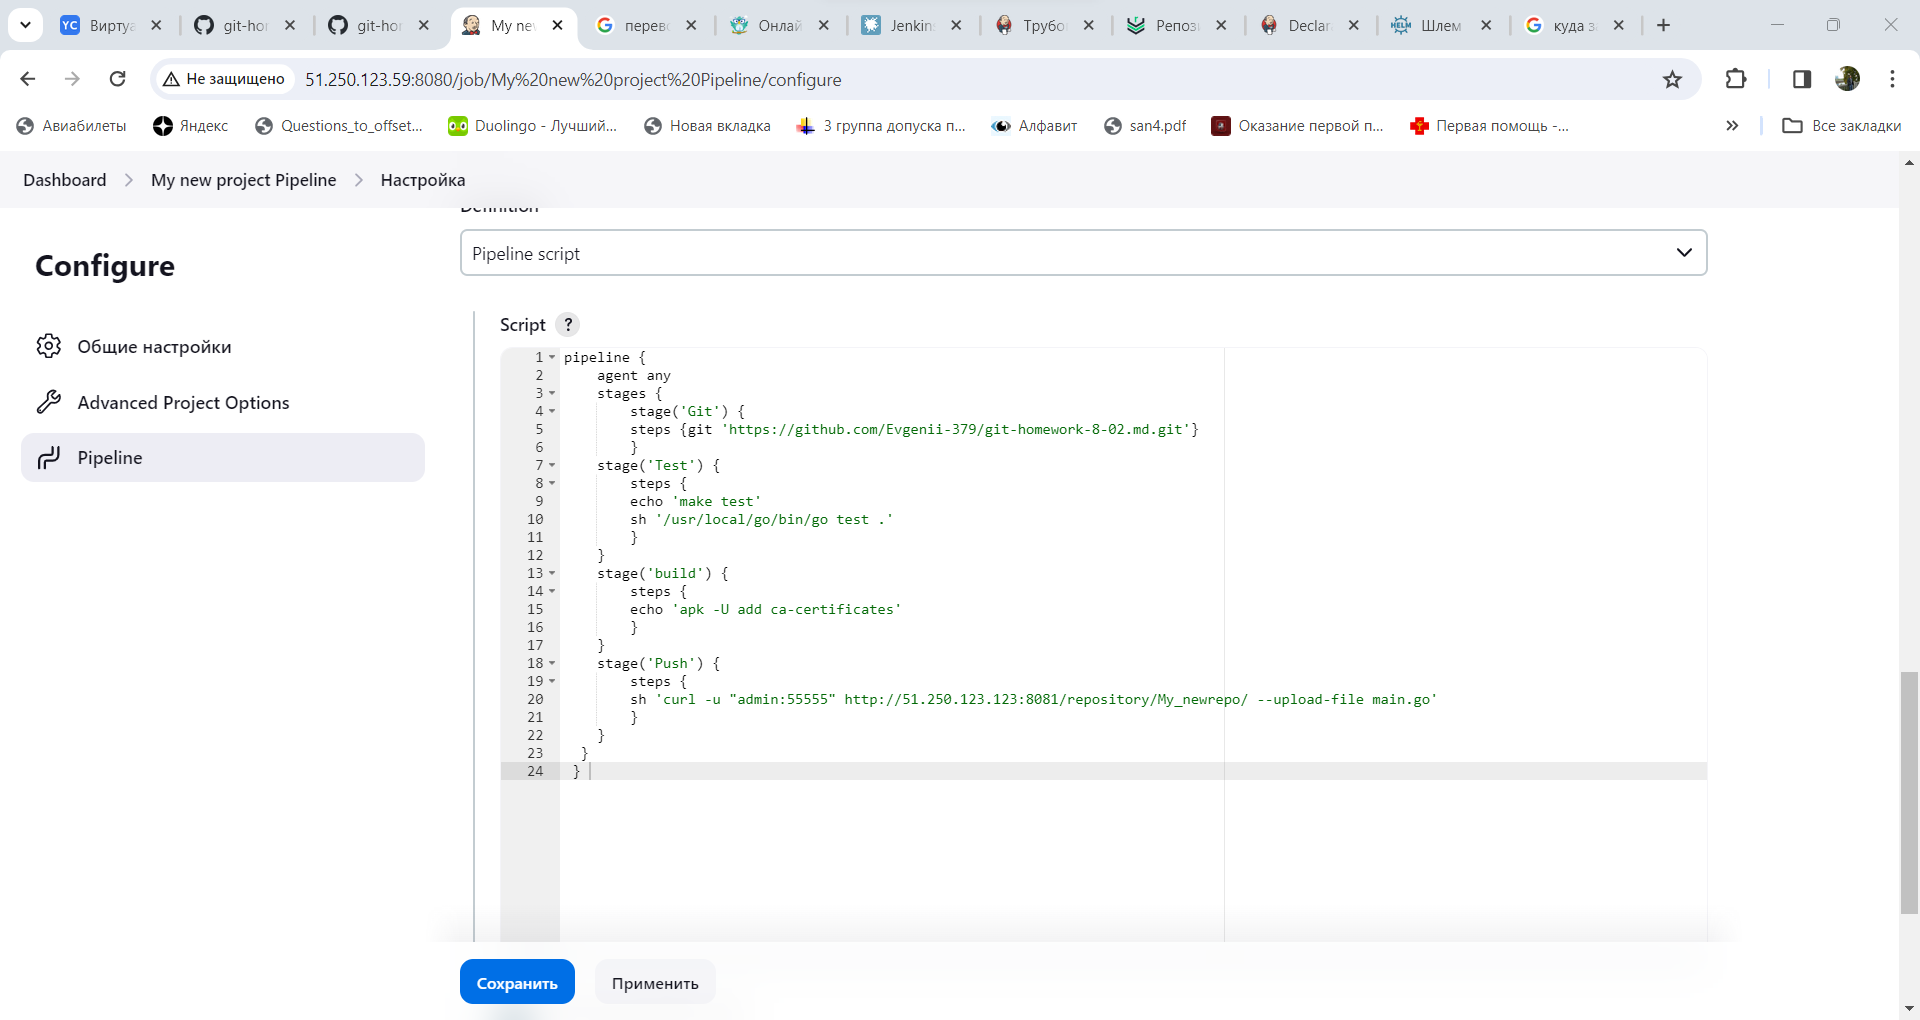 Виртуа
git-hor
git-hor
My nev
перево
Онлай
Jenkin
Трубо
Репоз
Declar
Шлем
куда з
Не защищено
51.250.123.59:8080/job/My%20new%20project%20Pipeline/configure
Авиабилеты
Яндекс
Questions_to_offset...
Duolingo - Лучший...
Новая вкладка
3 группа допуска п...
Алфавит
san4.pdf
Оказание первой п...
Первая помощь -...
Все закладки
Dashboard > My new project Pipeline > Настройка
Definition
Configure
Pipeline script
Общие настройки
Advanced Project Options
Pipeline
Script ?
1 pipeline {
2     agent any
3     stages {
4         stage('Git') {
5         steps {git 'https://github.com/Evgenii-379/git-homework-8-02.md.git'}
6         }
7     stage('Test') {
8         steps {
9         echo 'make test'
10         sh '/usr/local/go/bin/go test .'
11         }
12     }
13     stage('build') {
14         steps {
15         echo 'apk -U add ca-certificates'
16         }
17     }
18     stage('Push') {
19         steps {
20         sh 'curl -u "admin:55555" http://51.250.123.123:8081/repository/My_newrepo/ --upload-file main.go'
21         }
22     }
23   }
24  }
Сохранить
Применить